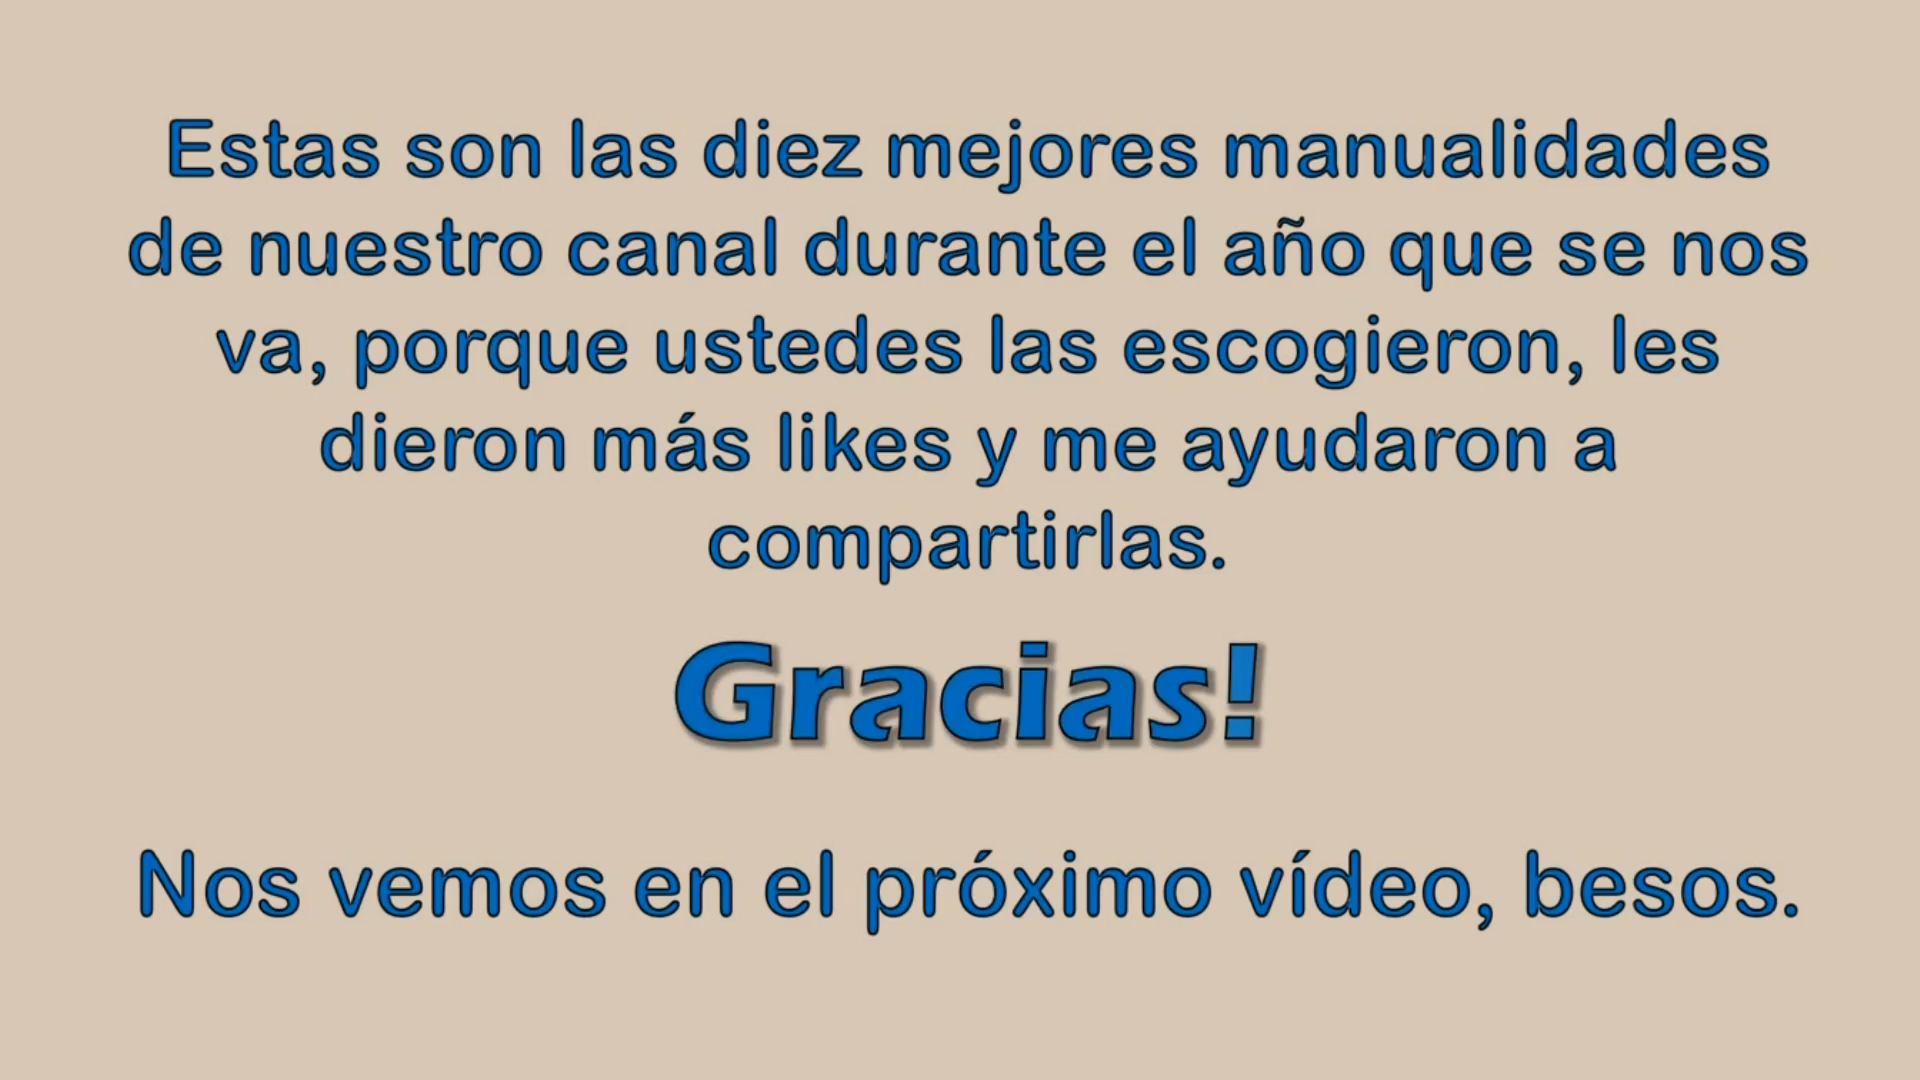 Estas son las diez mejores manualidades
de nuestro canal durante el año que se nos
va, porque ustedes las escogieron, les
dieron más likes y me ayudaron a
compartirlas.
Gracias!
Nos vemos en el próximo vídeo, besos.